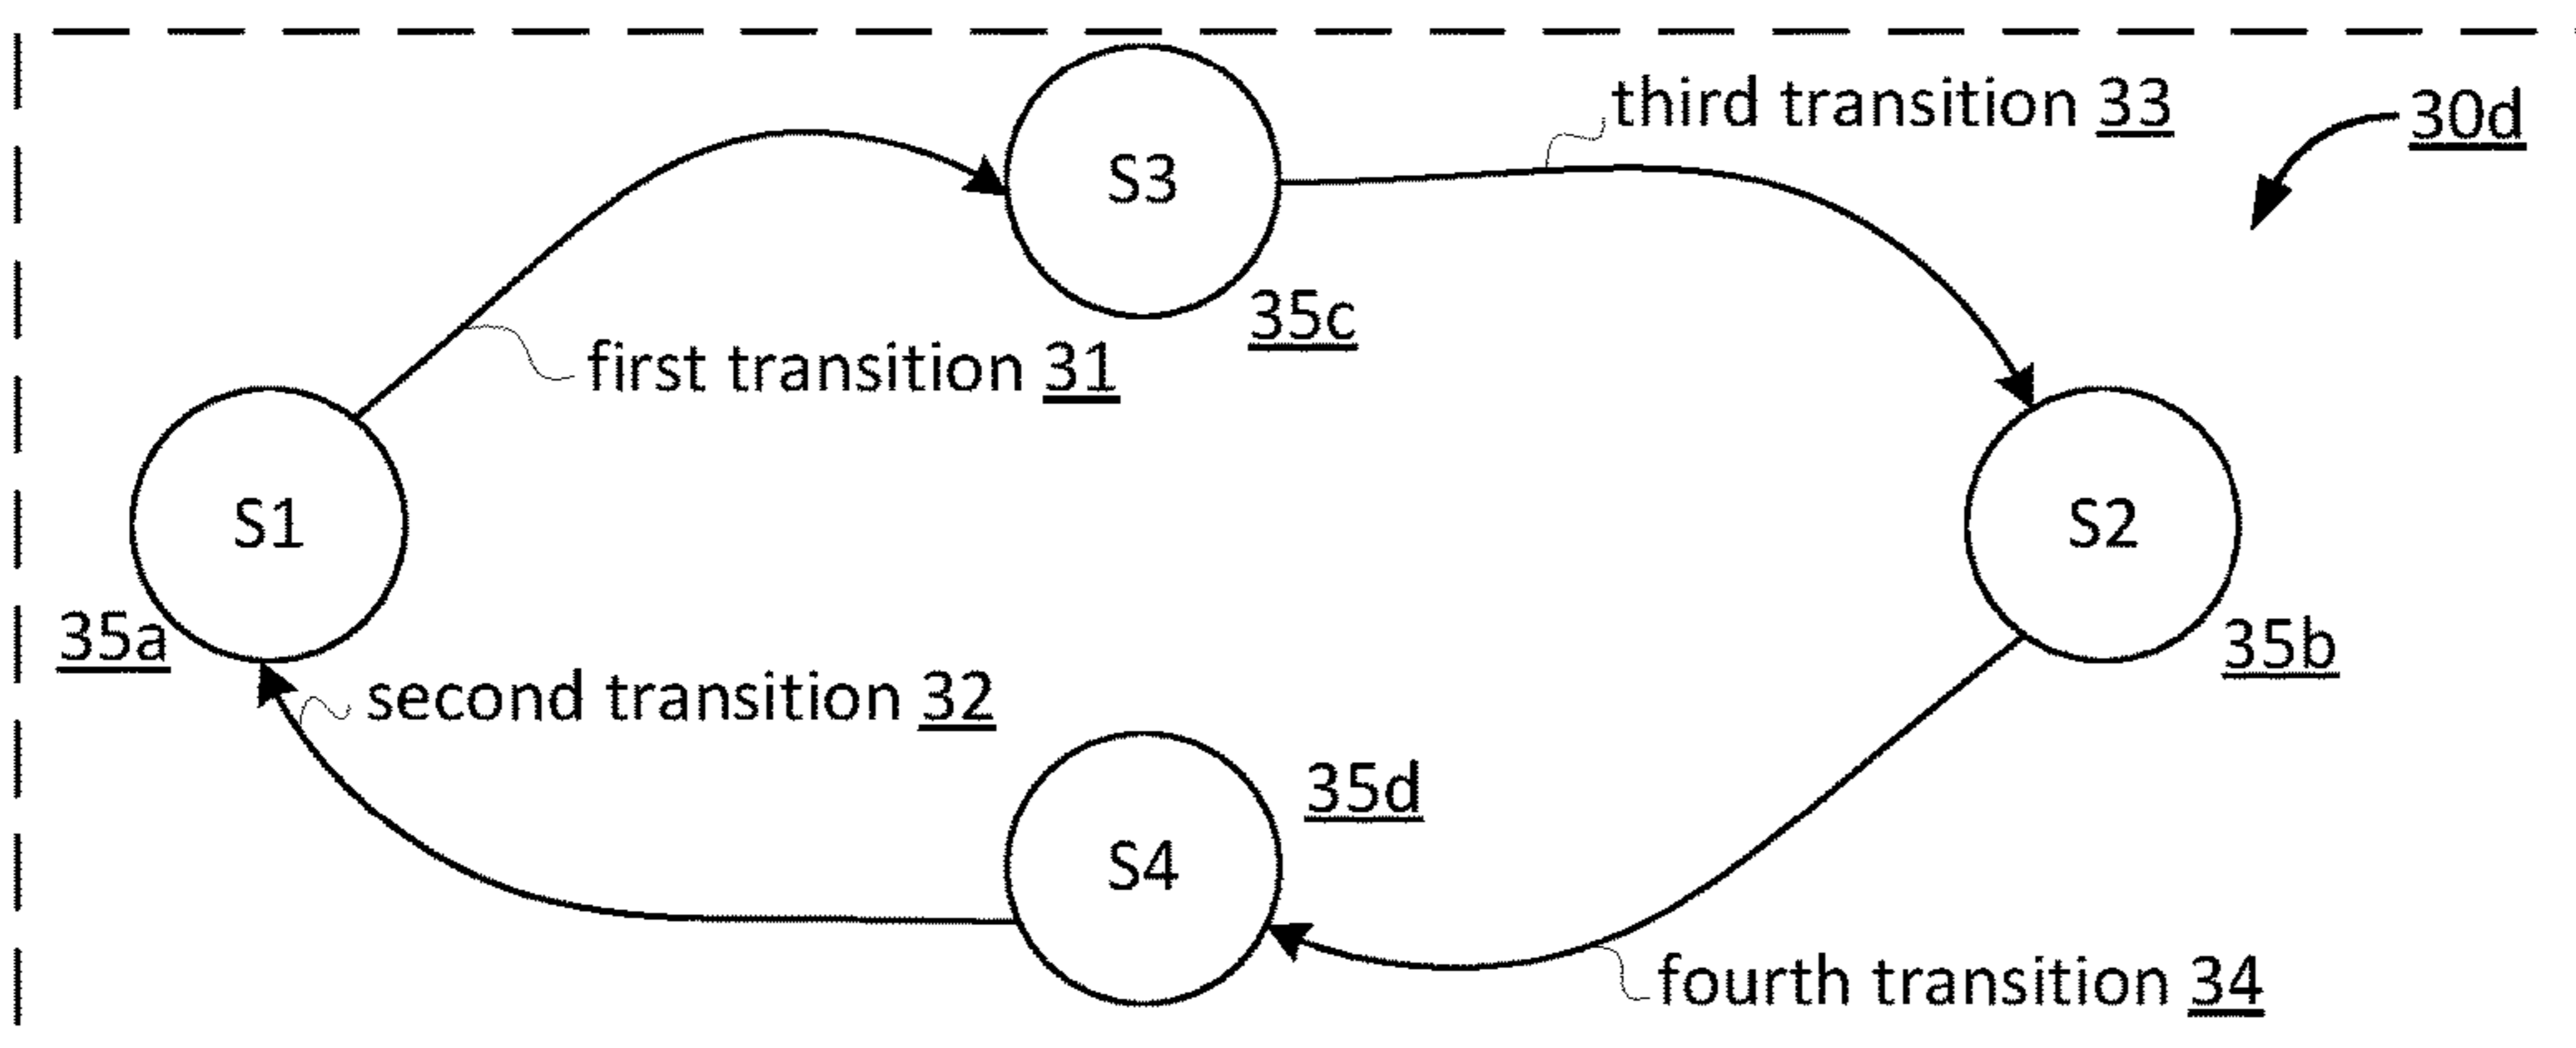 third transition 33
30d
S3
35c
first transition 31
S1
S2
35a
35b
second transition 32
35d
S4
fourth transition 34